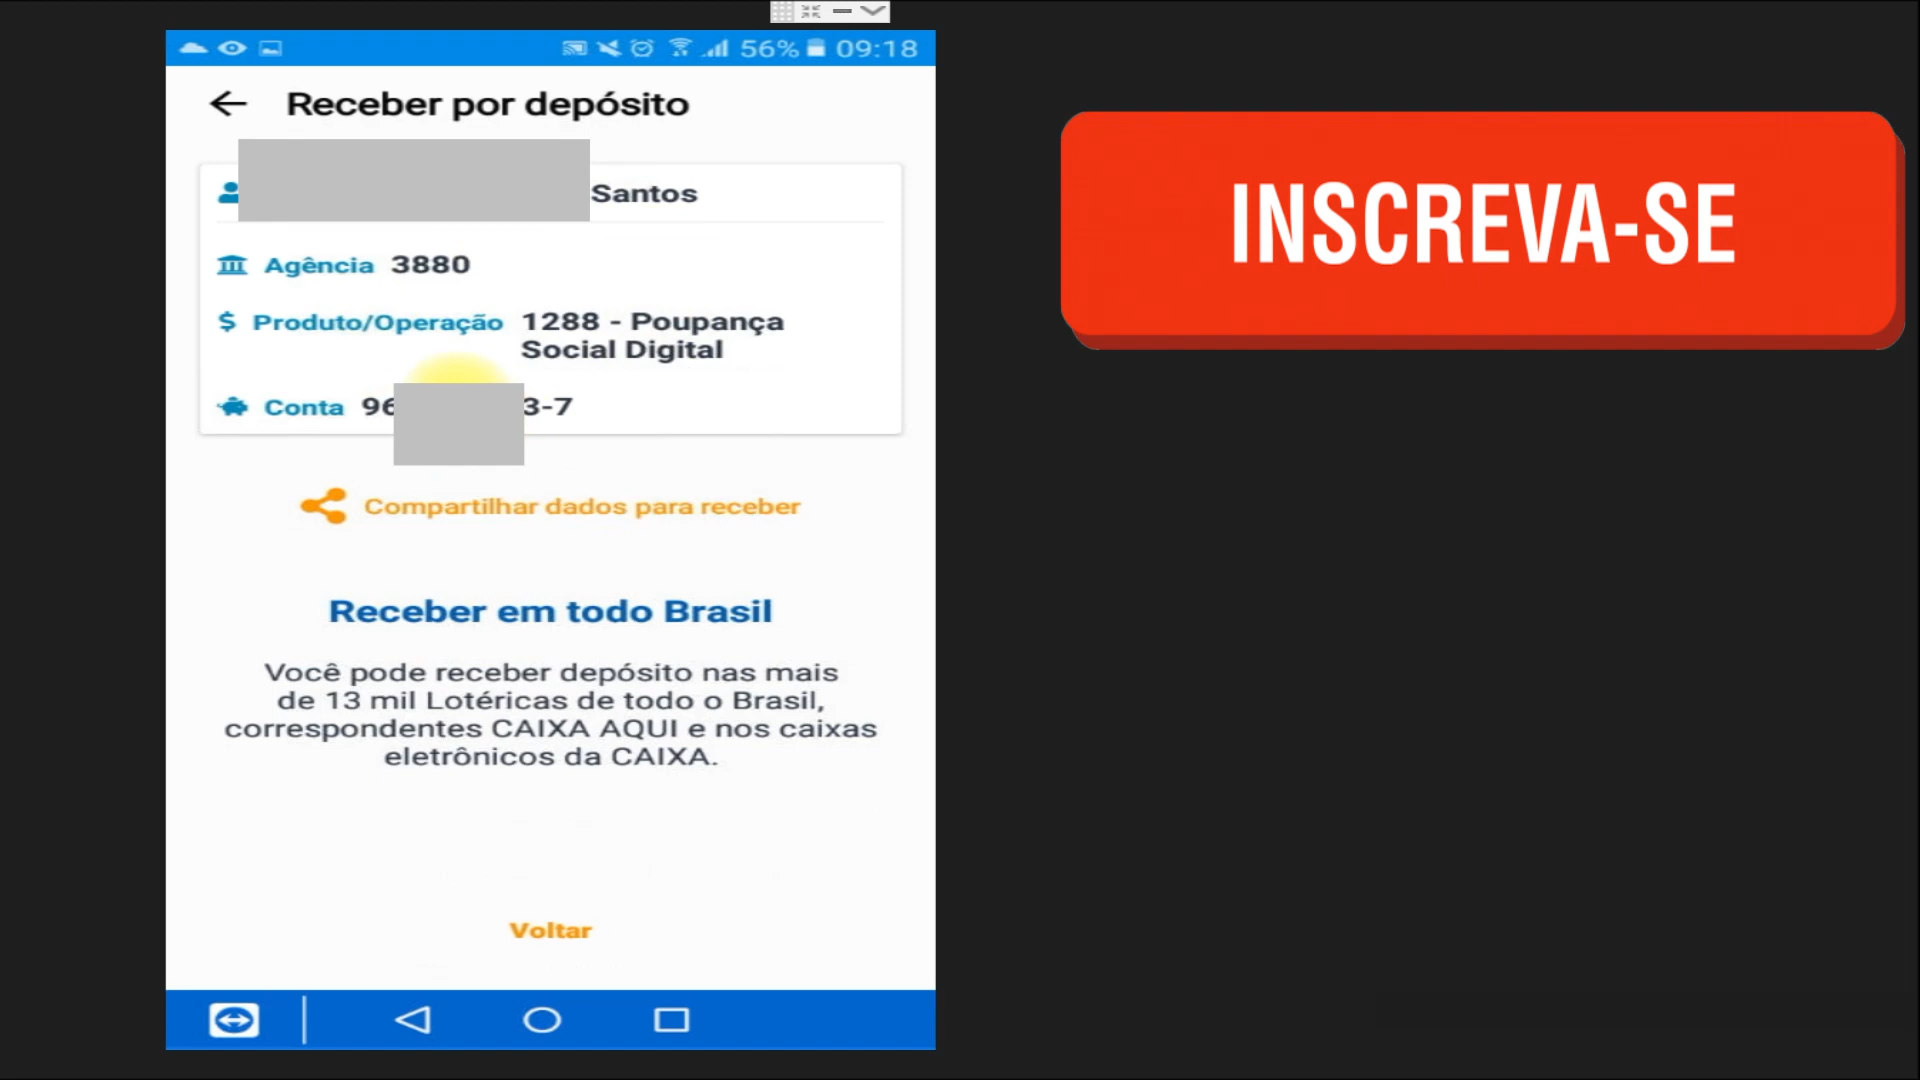 56% 09:18
Receber por depósito
Santos
Agência 3880
Produto/Operação 1288 - Poupança
Social Digital
Conta 96 3-7
Compartilhar dados para receber
Receber em todo Brasil
Você pode receber depósito nas mais
de 13 mil Lotéricas de todo o Brasil,
correspondentes CAIXA AQUI e nos caixas
eletrônicos da CAIXA.
Voltar
INSCREVA-SE